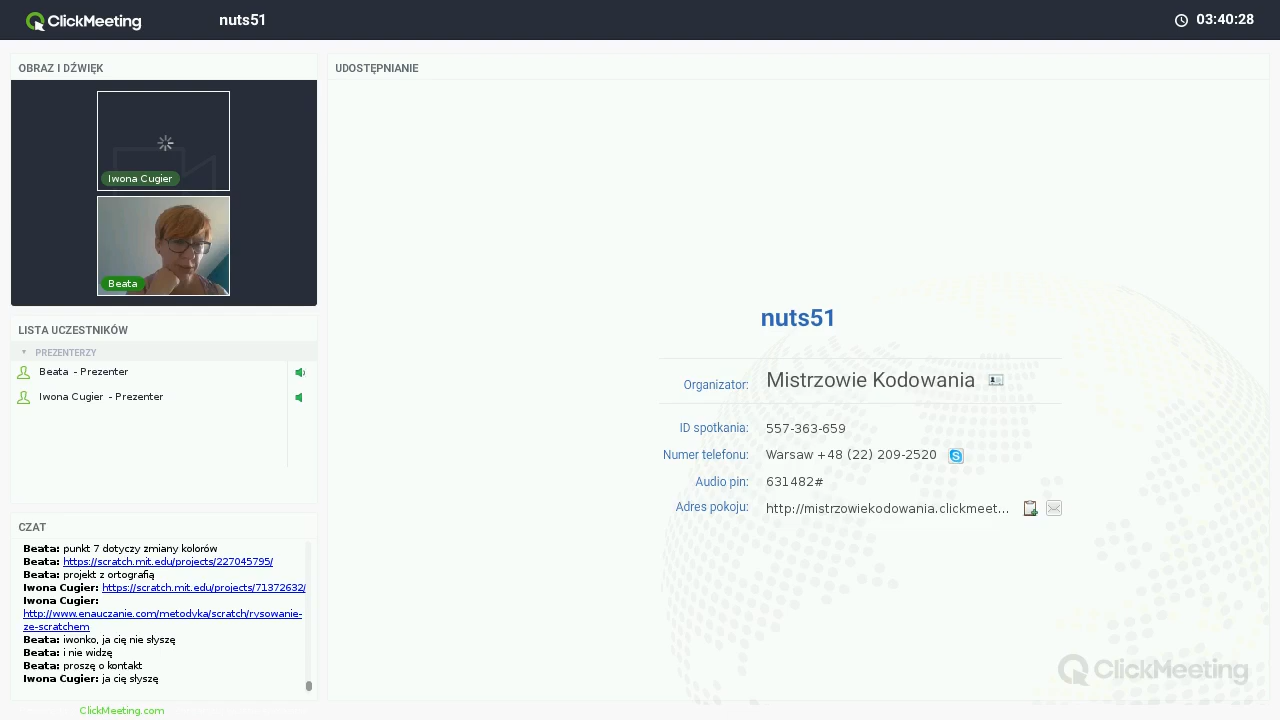 ClickMeeting
nuts51
03:40:28
OBRAZ I DŹWIĘK
Iwona Cugier
Beata
LISTA UCZESTNIKÓW
PREZENTERZY
Beata - Prezenter
Iwona Cugier - Prezenter
CZAT
Beata: punkt 7 dotyczy zmiany kolorów
Beata: https://scratch.mit.edu/projects/227045795/
Beata: projekt z ortografią
Iwona Cugier: https://scratch.mit.edu/projects/71372632/
Iwona Cugier:
http://www.enauczanie.com/metodyka/scratch/rysowanie-
ze-scratchem
Beata: iwonko, ja cię nie słyszę
Beata: i nie widzę
Beata: proszę o kontakt
Iwona Cugier: ja cię słyszę
ClickMeeting.com
UDOSTĘPNIANIE
nuts51
Organizator: Mistrzowie Kodowania
ID spotkania: 557-363-659
Numer telefonu: Warsaw +48 (22) 209-2520
Audio pin: 631482#
Adres pokoju: http://mistrzowiekodowania.clickmeet...
ClickMeeting